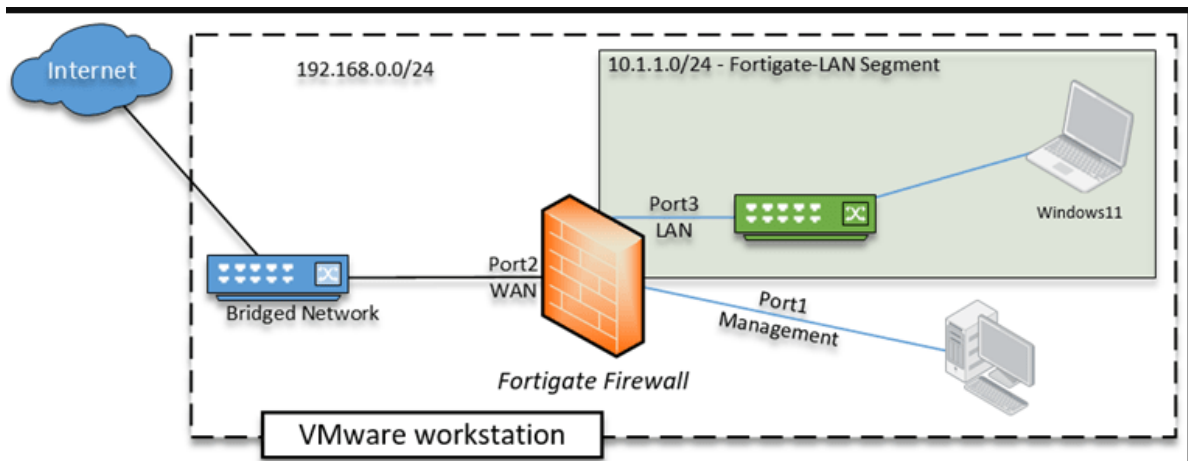 Internet
192.168.0.0/24
10.1.1.0/24 - Fortigate-LAN Segment
Port3
LAN
Windows11
Port2
WAN
Bridged Network
Port1
Management
Fortigate Firewall
VMware workstation